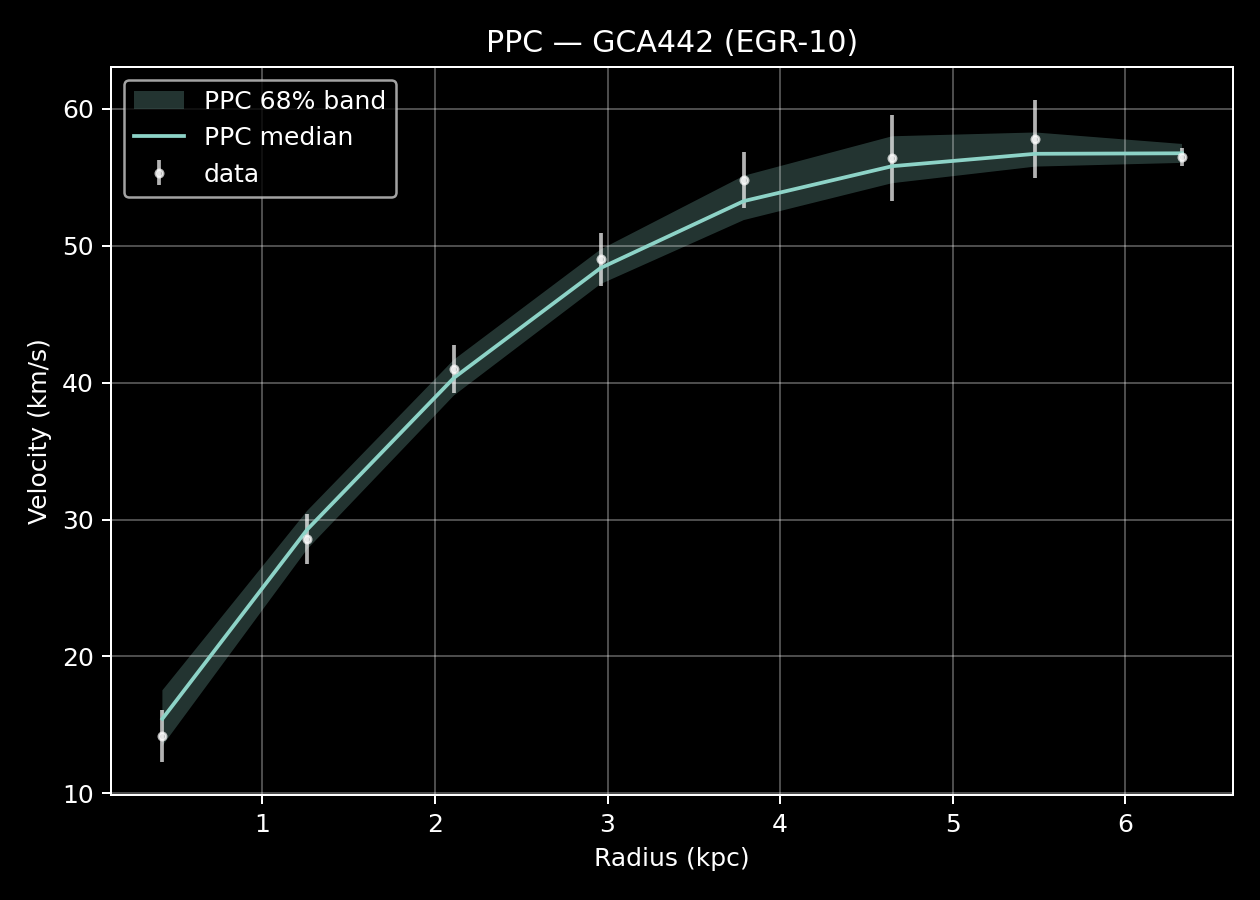 PPC — GCA442 (EGR-10)
PPC 68% band
PPC median
data
60
50
40
30
20
10
Velocity (km/s)
1 2 3 4 5 6
Radius (kpc)